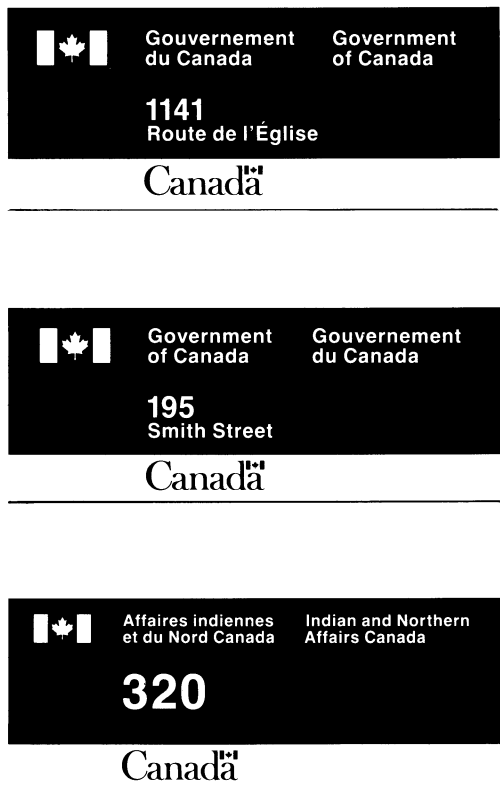 Gouvernement
du Canada
Government
of Canada
1141
Route de l'Église
Canada
Government
of Canada
Gouvernement
du Canada
195
Smith Street
Canada
Affaires indiennes
et du Nord Canada
Indian and Northern
Affairs Canada
320
Canada